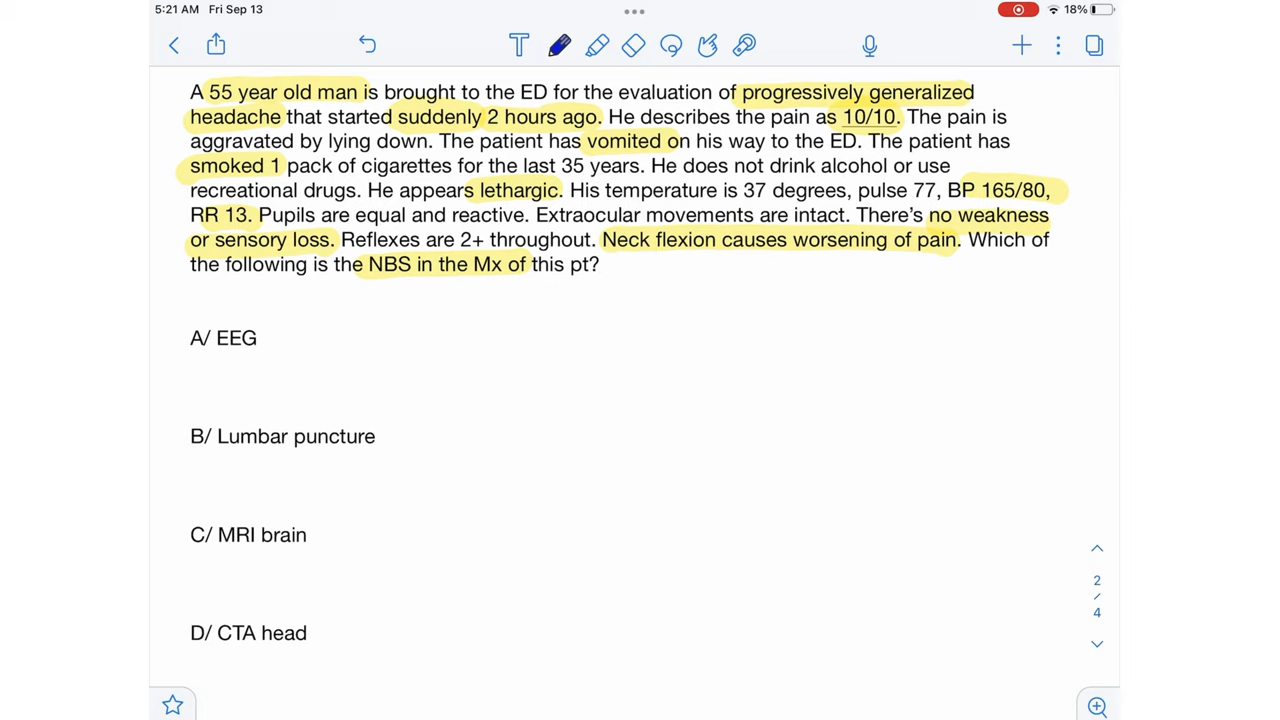 5:21 AM Fri Sep 13
18%
T
A 55 year old man is brought to the ED for the evaluation of progressively generalized
headache that started suddenly 2 hours ago. He describes the pain as 10/10. The pain is
aggravated by lying down. The patient has vomited on his way to the ED. The patient has
smoked 1 pack of cigarettes for the last 35 years. He does not drink alcohol or use
recreational drugs. He appears lethargic. His temperature is 37 degrees, pulse 77, BP 165/80,
RR 13. Pupils are equal and reactive. Extraocular movements are intact. There's no weakness
or sensory loss. Reflexes are 2+ throughout. Neck flexion causes worsening of pain. Which of
the following is the NBS in the Mx of this pt?
A/ EEG
B/ Lumbar puncture
C/ MRI brain
D/ CTA head
2
/
4